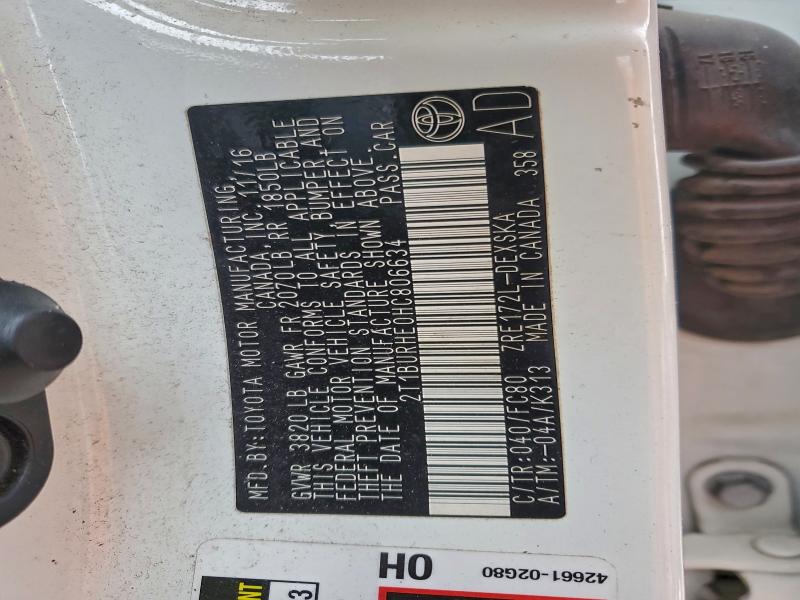 MFD.BY:TOYOTA MOTOR MANUFACTURING,
CANADA INC. 11/16
GVWR 3820LB GAWR FR 2070LB RR 1850LB
THIS VEHICLE CONFORMS TO ALL APPLICABLE
FEDERAL MOTOR VEHICLE SAFETY, BUMPER AND
THEFT PREVENTION STANDARDS IN EFFECT ON
THE DATE OF MANUFACTURE SHOWN ABOVE.
2T1BURHE0HC806634 PASS.CAR
C/TR:040/FC80 ZRE172L-DEXSKA AD
A/TM:-04A/K313 MADE IN CANADA 358
0H
42661-02G80
3